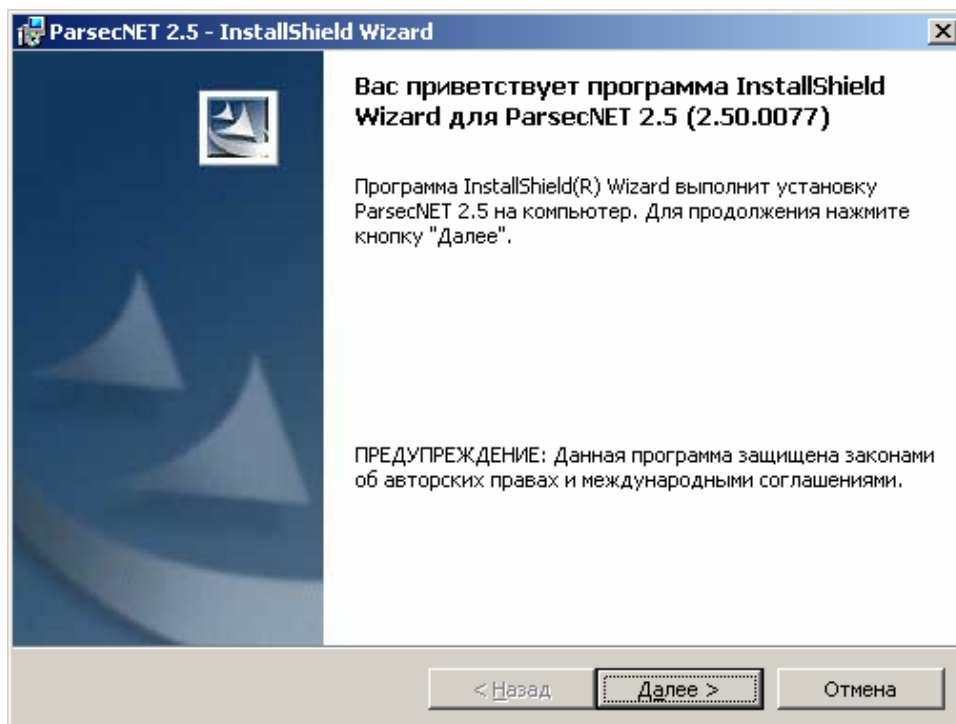 ParsecNET 2.5 - InstallShield Wizard
Вас приветствует программа InstallShield
Wizard для ParsecNET 2.5 (2.50.0077)
Программа InstallShield(R) Wizard выполнит установку
ParsecNET 2.5 на компьютер. Для продолжения нажмите
кнопку "Далее".
ПРЕДУПРЕЖДЕНИЕ: Данная программа защищена законами
об авторских правах и международными соглашениями.
< Назад
Далее >
Отмена